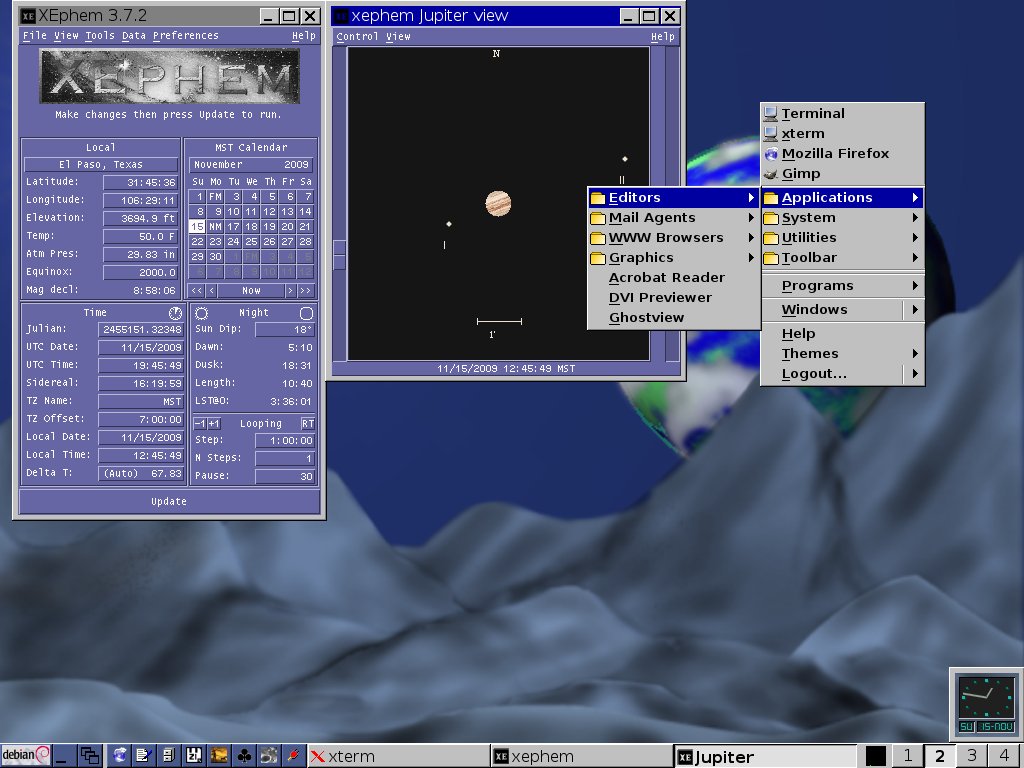 XEphem 3.7.2
File View Tools Data Preferences Help
XEPHEM
Make changes then press Update to run.
Local
El Paso, Texas
Latitude: 31:45:36
Longitude: 106:29:11
Elevation: 3694.9 ft
Temp: 50.0 F
Atm Pres: 29.83 in
Equinox: 2000.0
Mag decl: 8:58:06
MST Calendar
November 2009
Su Mo Tu We Th Fr Sa
1 FM 3 4 5 6 7
8 9 10 11 12 13 14
15 NM 17 18 19 20 21
22 23 24 25 26 27 28
29 30 1 FM 3 4 5
6 7 8 9 10 11 12
<< < Now > >>
Time
Julian: 2455151.32348
UTC Date: 11/15/2009
UTC Time: 19:45:49
Sidereal: 16:19:59
TZ Name: MST
TZ Offset: 7:00:00
Local Date: 11/15/2009
Local Time: 12:45:49
Delta T: (Auto) 67.83
Night
Sun Dip: 18°
Dawn: 5:10
Dusk: 18:31
Length: 10:40
LST@0: 3:36:01
-1 +1 Looping RT
Step: 1:00:00
N Steps: 1
Pause: 30
Update
xephem Jupiter view
Control View Help
N
II
I
1'
11/15/2009 12:45:49 MST
Editors
Mail Agents
WWW Browsers
Graphics
Acrobat Reader
DVI Previewer
Ghostview
Terminal
xterm
Mozilla Firefox
Gimp
Applications
System
Utilities
Toolbar
Programs
Windows
Help
Themes
Logout...
SU 15-NOV
debian
xterm
xephem
Jupiter
1 2 3 4